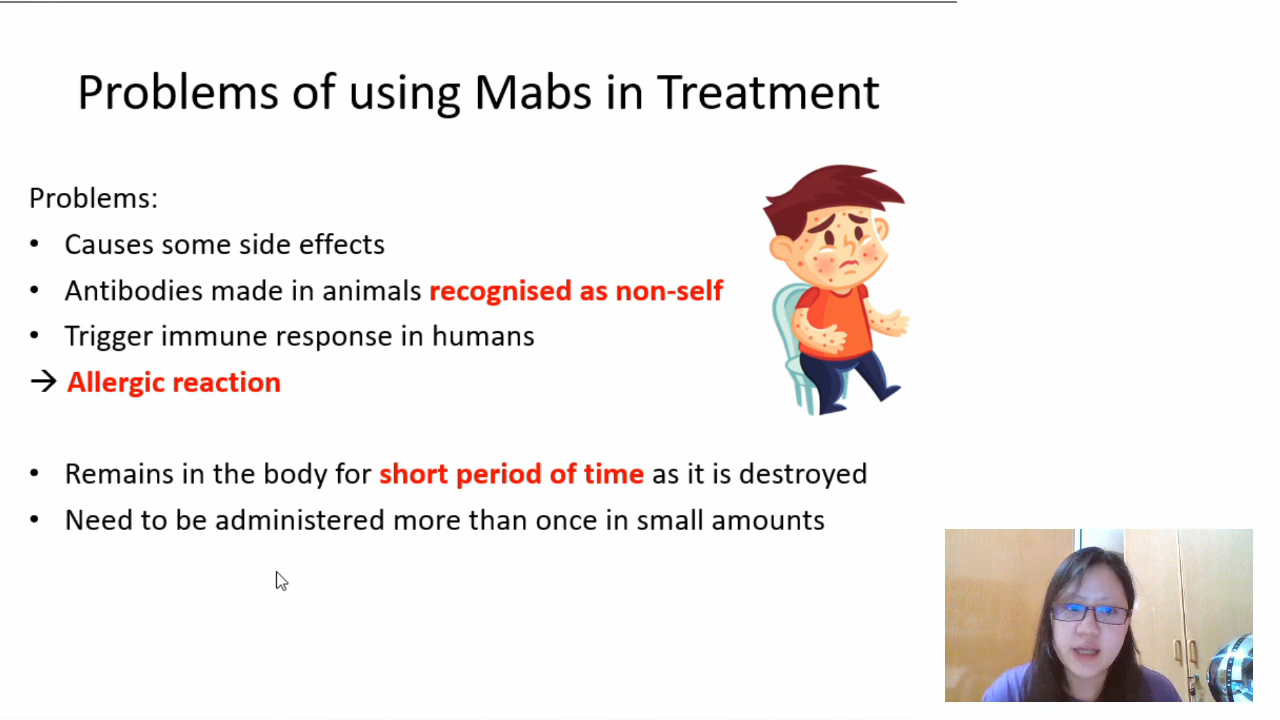 Problems of using Mabs in Treatment
Problems:
• Causes some side effects
• Antibodies made in animals recognised as non-self
• Trigger immune response in humans
→ Allergic reaction
• Remains in the body for short period of time as it is destroyed
• Need to be administered more than once in small amounts